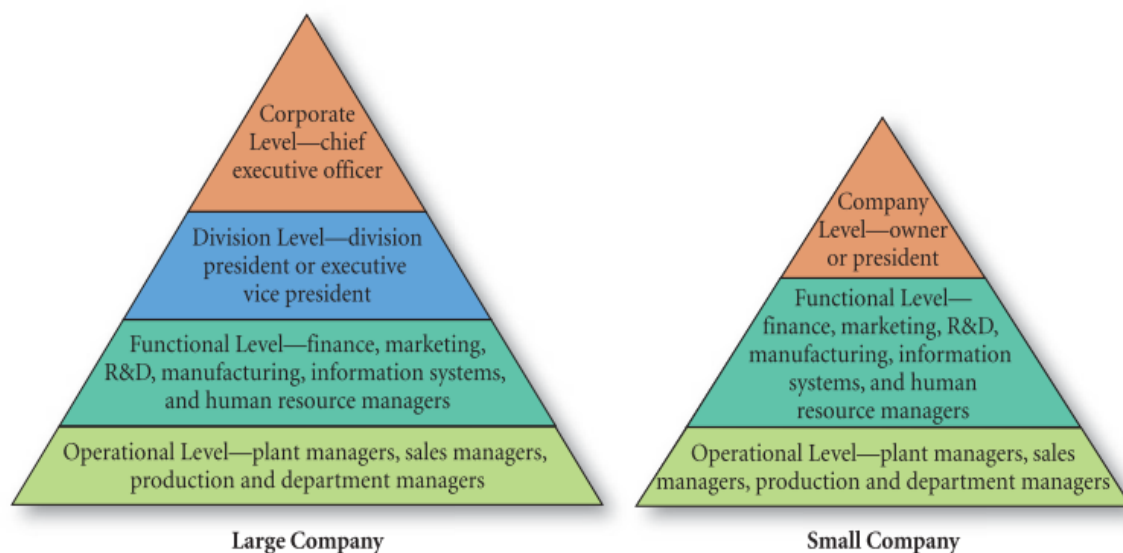 Corporate
Level—chief
executive officer
Division Level—division
president or executive
vice president
Functional Level—finance, marketing,
R&D, manufacturing, information systems,
and human resource managers
Operational Level—plant managers, sales managers,
production and department managers
Large Company
Company
Level—owner
or president
Functional Level—
finance, marketing, R&D,
manufacturing, information
systems, and human
resource managers
Operational Level—plant managers, sales
managers, production and department managers
Small Company